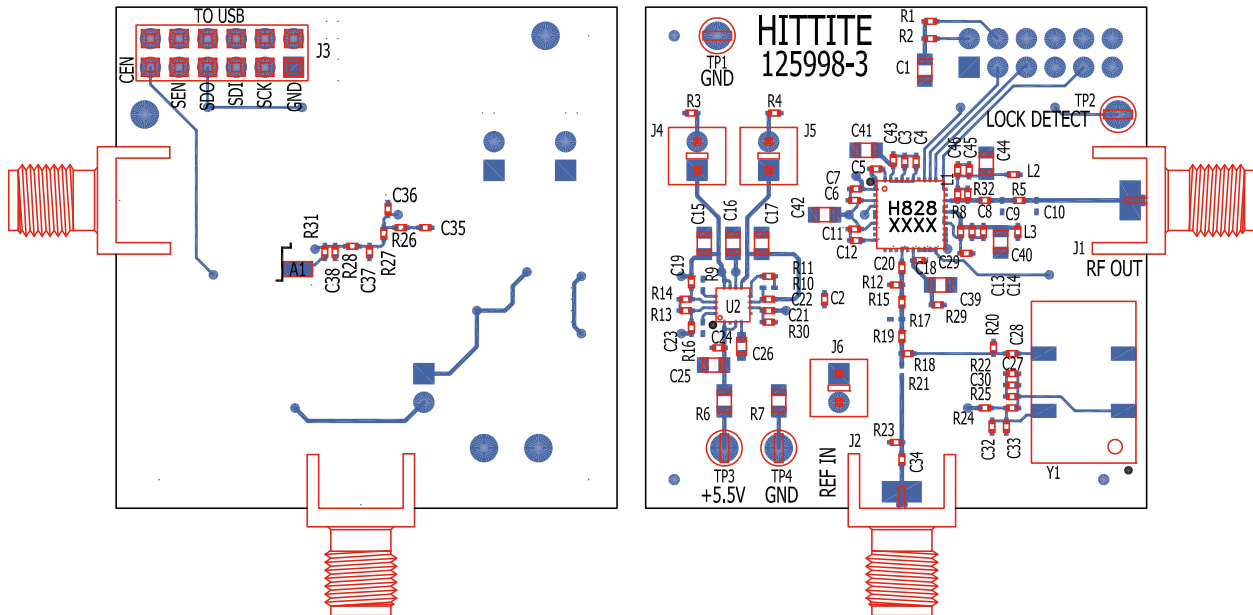 TO USB
J3
CEN
SEN
SDO
SDI
SCK
GND
C36
R31
R26
C35
A1
C38
R28
C37
R27
HITTITE
125998-3
TP1
GND
R1
R2
C1
TP2
LOCK DETECT
R3
R4
J4
J5
C41
C43
C3
C4
C46
C45
C44
C5
L1
L2
C7
C6
R32
R5
C42
H828
XXXX
R8
C8
C9
C10
C15
C16
C17
C11
C12
L3
J1
RF OUT
C40
C20
C18
C29
C13
C14
C19
R9
R11
R10
R12
C39
R14
U2
C22
C2
R15
R13
C21
R29
C23
R16
R30
R17
C24
R19
R20
C28
C26
J6
R18
C25
R22
C27
R21
C30
R25
R6
R7
R24
R23
C32
C33
J2
C34
TP3
+5.5V
TP4
GND
REF IN
Y1